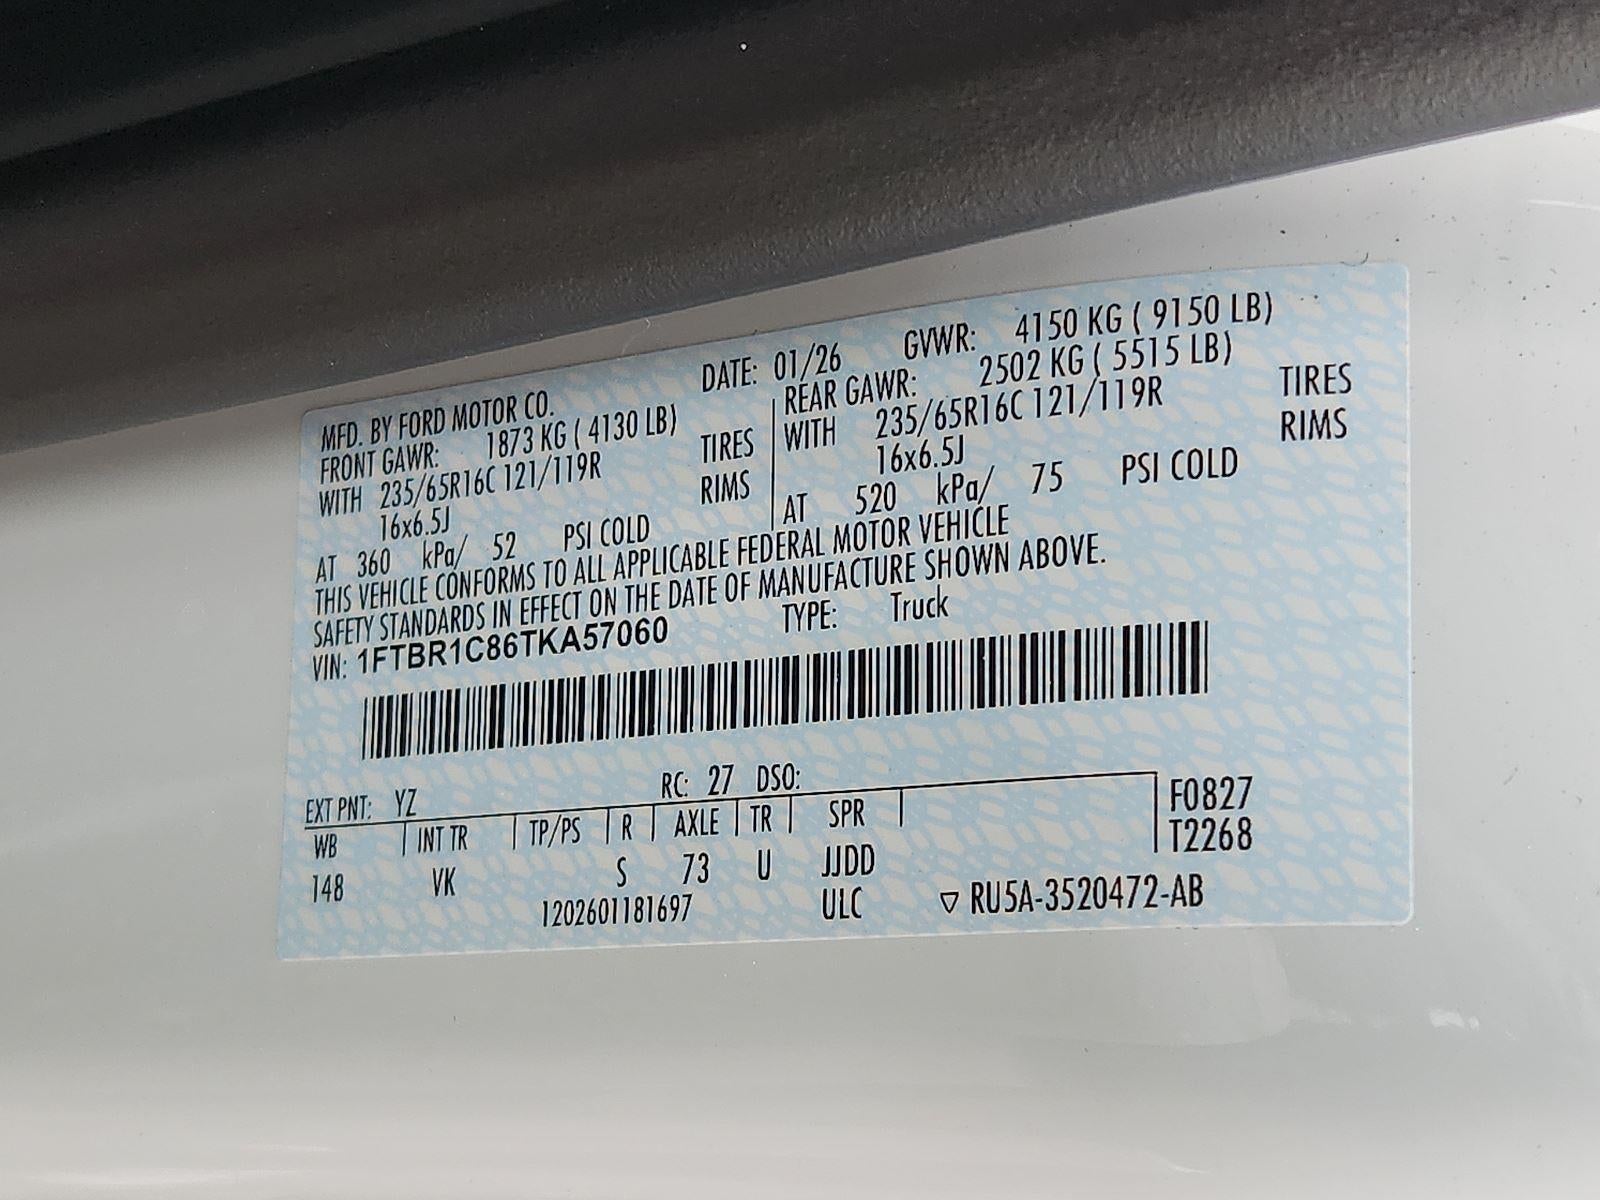 MFD. BY FORD MOTOR CO. DATE: 01/26 GVWR: 4150 KG ( 9150 LB)
FRONT GAWR: 1873 KG ( 4130 LB) REAR GAWR: 2502 KG ( 5515 LB)
WITH 235/65R16C 121/119R TIRES WITH 235/65R16C 121/119R TIRES
16x6.5J RIMS 16x6.5J RIMS
AT 360 kPa/ 52 PSI COLD AT 520 kPa/ 75 PSI COLD
THIS VEHICLE CONFORMS TO ALL APPLICABLE FEDERAL MOTOR VEHICLE
SAFETY STANDARDS IN EFFECT ON THE DATE OF MANUFACTURE SHOWN ABOVE.
VIN: 1FTBR1C86TKA57060 TYPE: Truck
EXT PNT: YZ RC: 27 DSO:
WB INT TR TP/PS R AXLE TR SPR F0827
T2268
148 VK S 73 U JJDD
1202601181697 ULC ▽ RU5A-3520472-AB